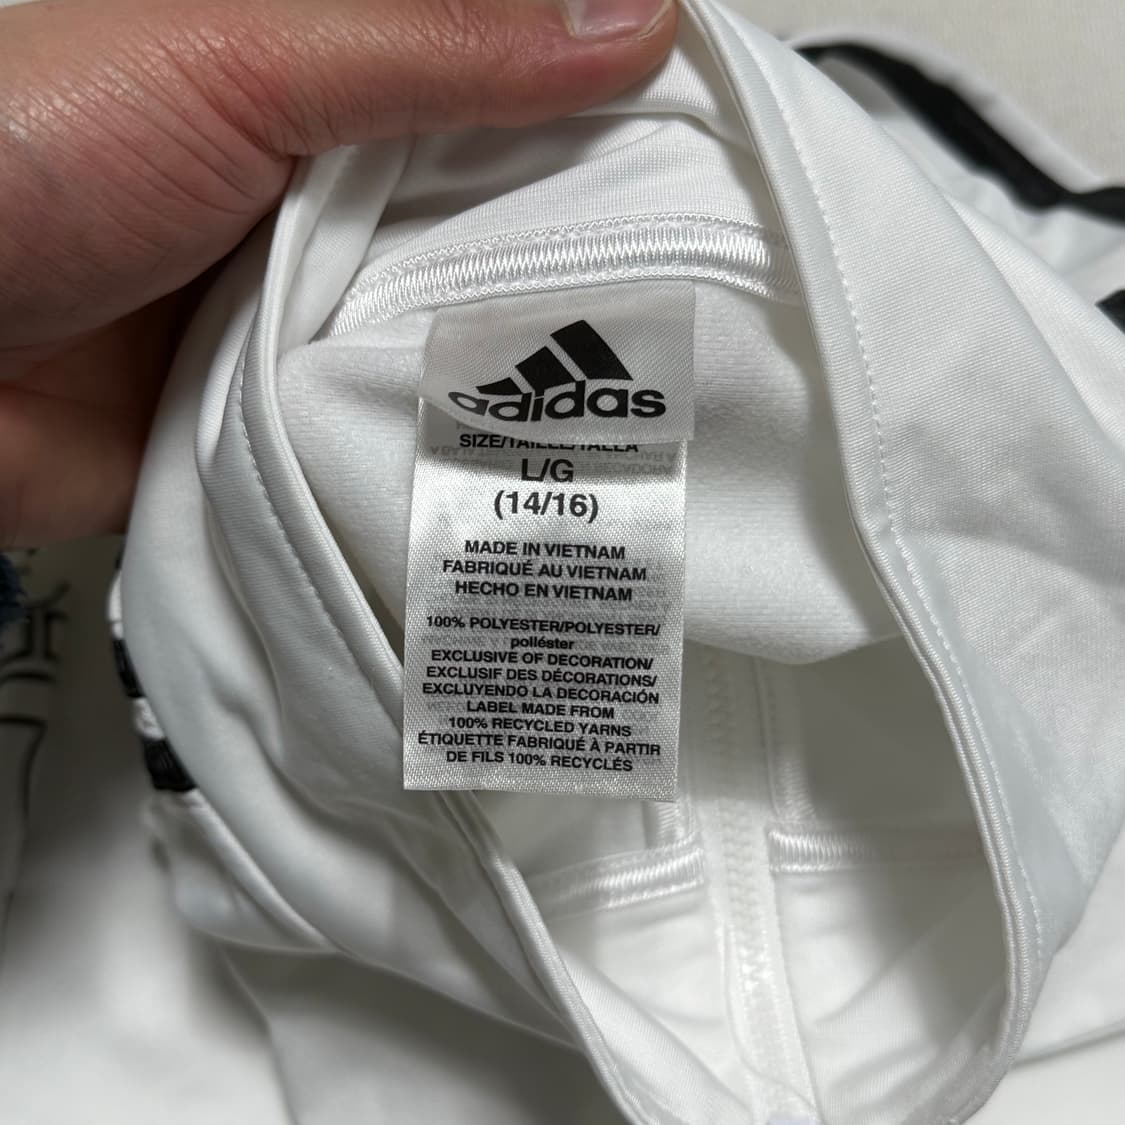 adidas
SIZE/TAILLE/TALLA
L/G
(14/16)
MADE IN VIETNAM
FABRIQUÉ AU VIETNAM
HECHO EN VIETNAM
100% POLYESTER/POLYESTER/
poliéster
EXCLUSIVE OF DECORATION/
EXCLUSIF DES DÉCORATIONS/
EXCLUYENDO LA DECORACIÓN
LABEL MADE FROM
100% RECYCLED YARNS
ÉTIQUETTE FABRIQUÉ À PARTIR
DE FILS 100% RECYCLÉS